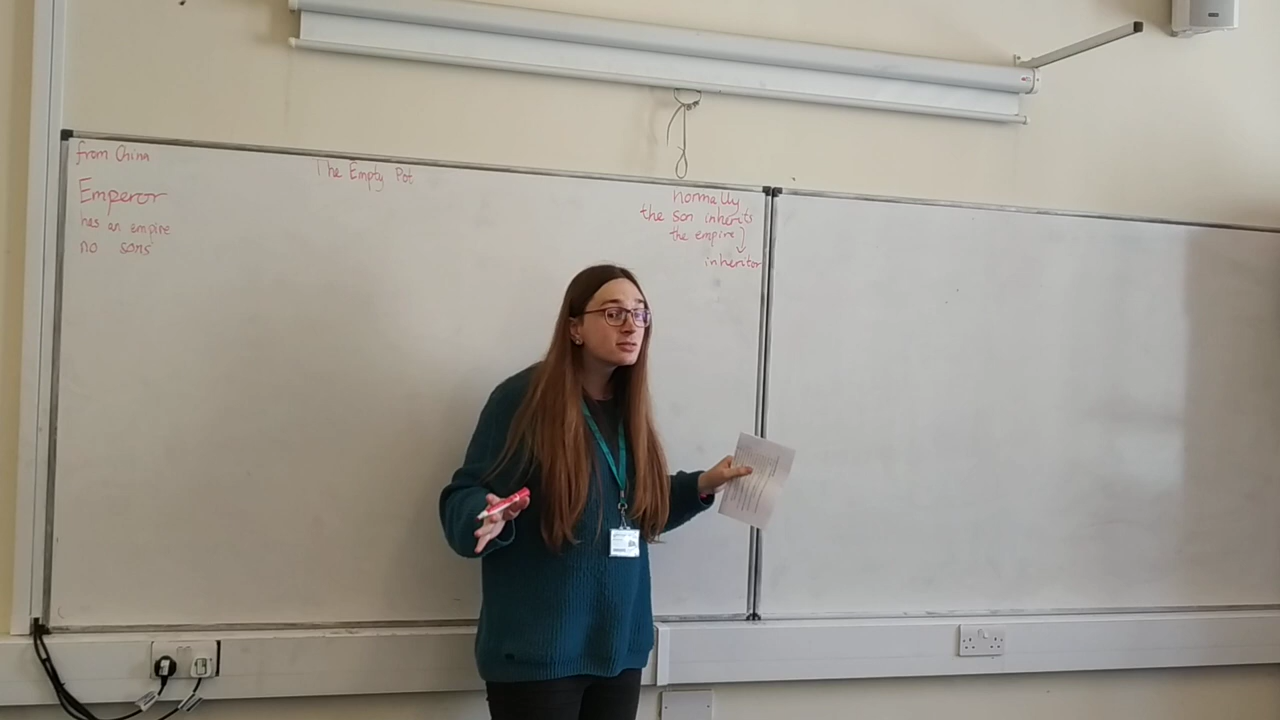 from China
Emperor
has an empire
no sons
The Empty Pot
normally
the son inherits
the empire
inheritor